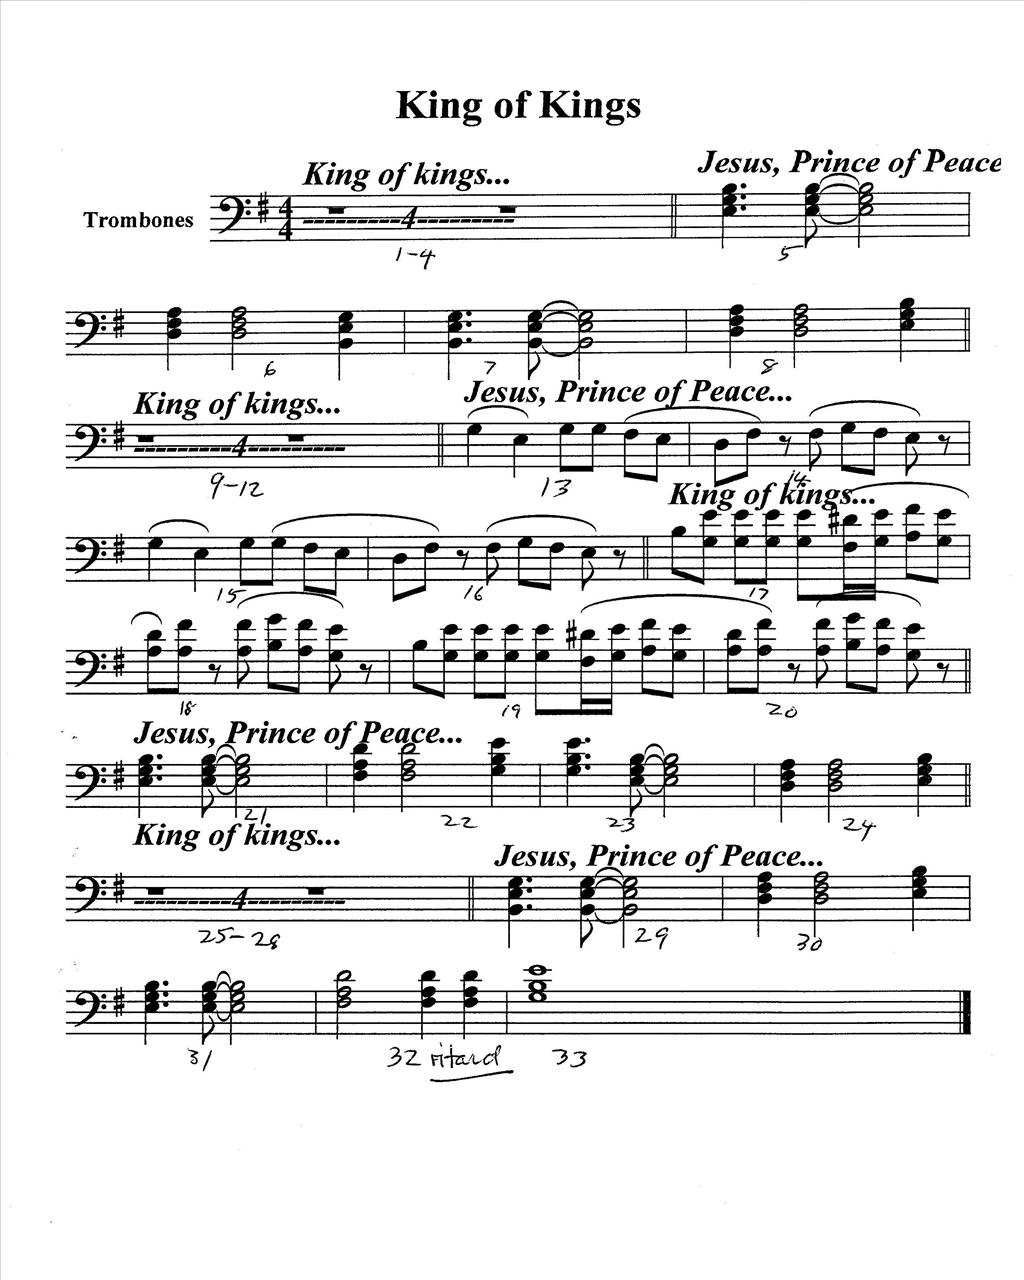 King of Kings
King of kings...
Jesus, Prince of Peace
Trombones
4
4
4
1-4
5
6
7
8
King of kings...
Jesus, Prince of Peace...
4
9-12
13
14
King of kings...
15
16
17
18
19
20
Jesus, Prince of Peace...
21
22
23
24
King of kings...
Jesus, Prince of Peace...
4
25-28
29
30
31
32 ritard
33